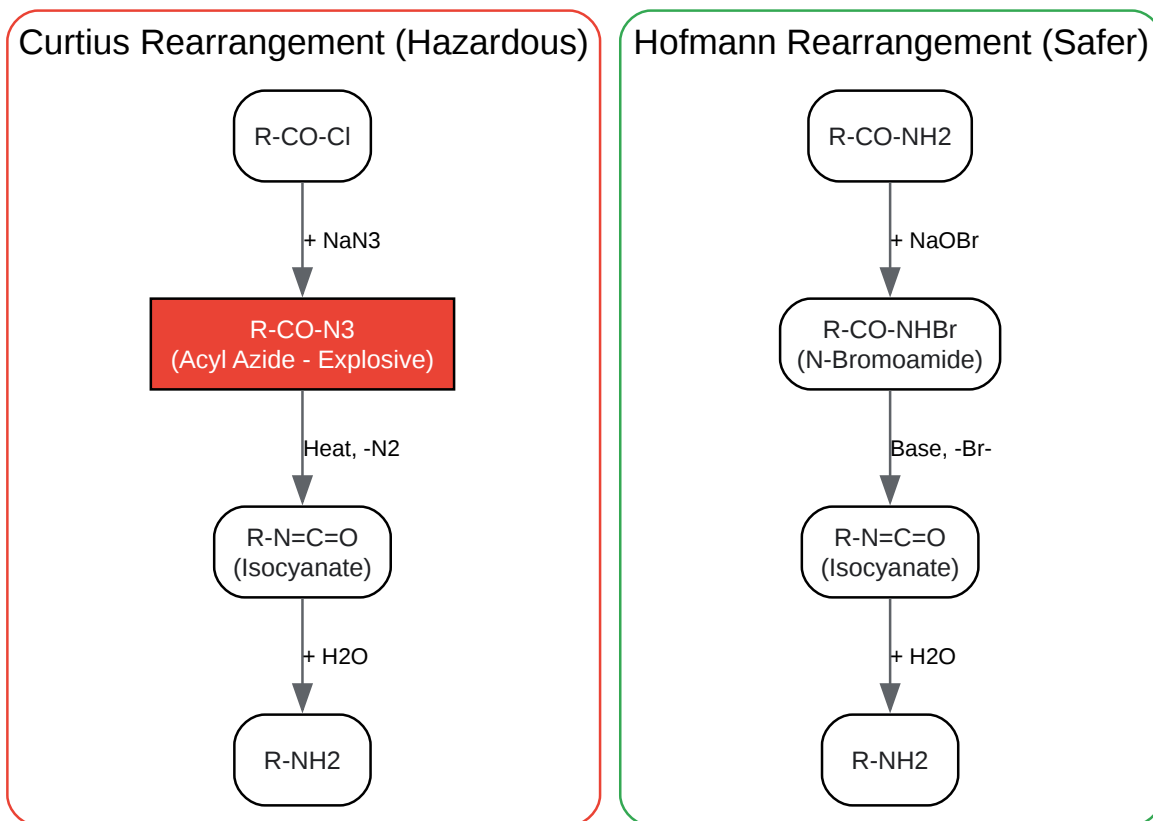 Curtius Rearrangement (Hazardous)
R-CO-Cl
+ NaN3
R-CO-N3
(Acyl Azide - Explosive)
Heat, -N2
R-N=C=O
(Isocyanate)
+ H2O
R-NH2
Hofmann Rearrangement (Safer)
R-CO-NH2
+ NaOBr
R-CO-NHBr
(N-Bromoamide)
Base, -Br-
R-N=C=O
(Isocyanate)
+ H2O
R-NH2